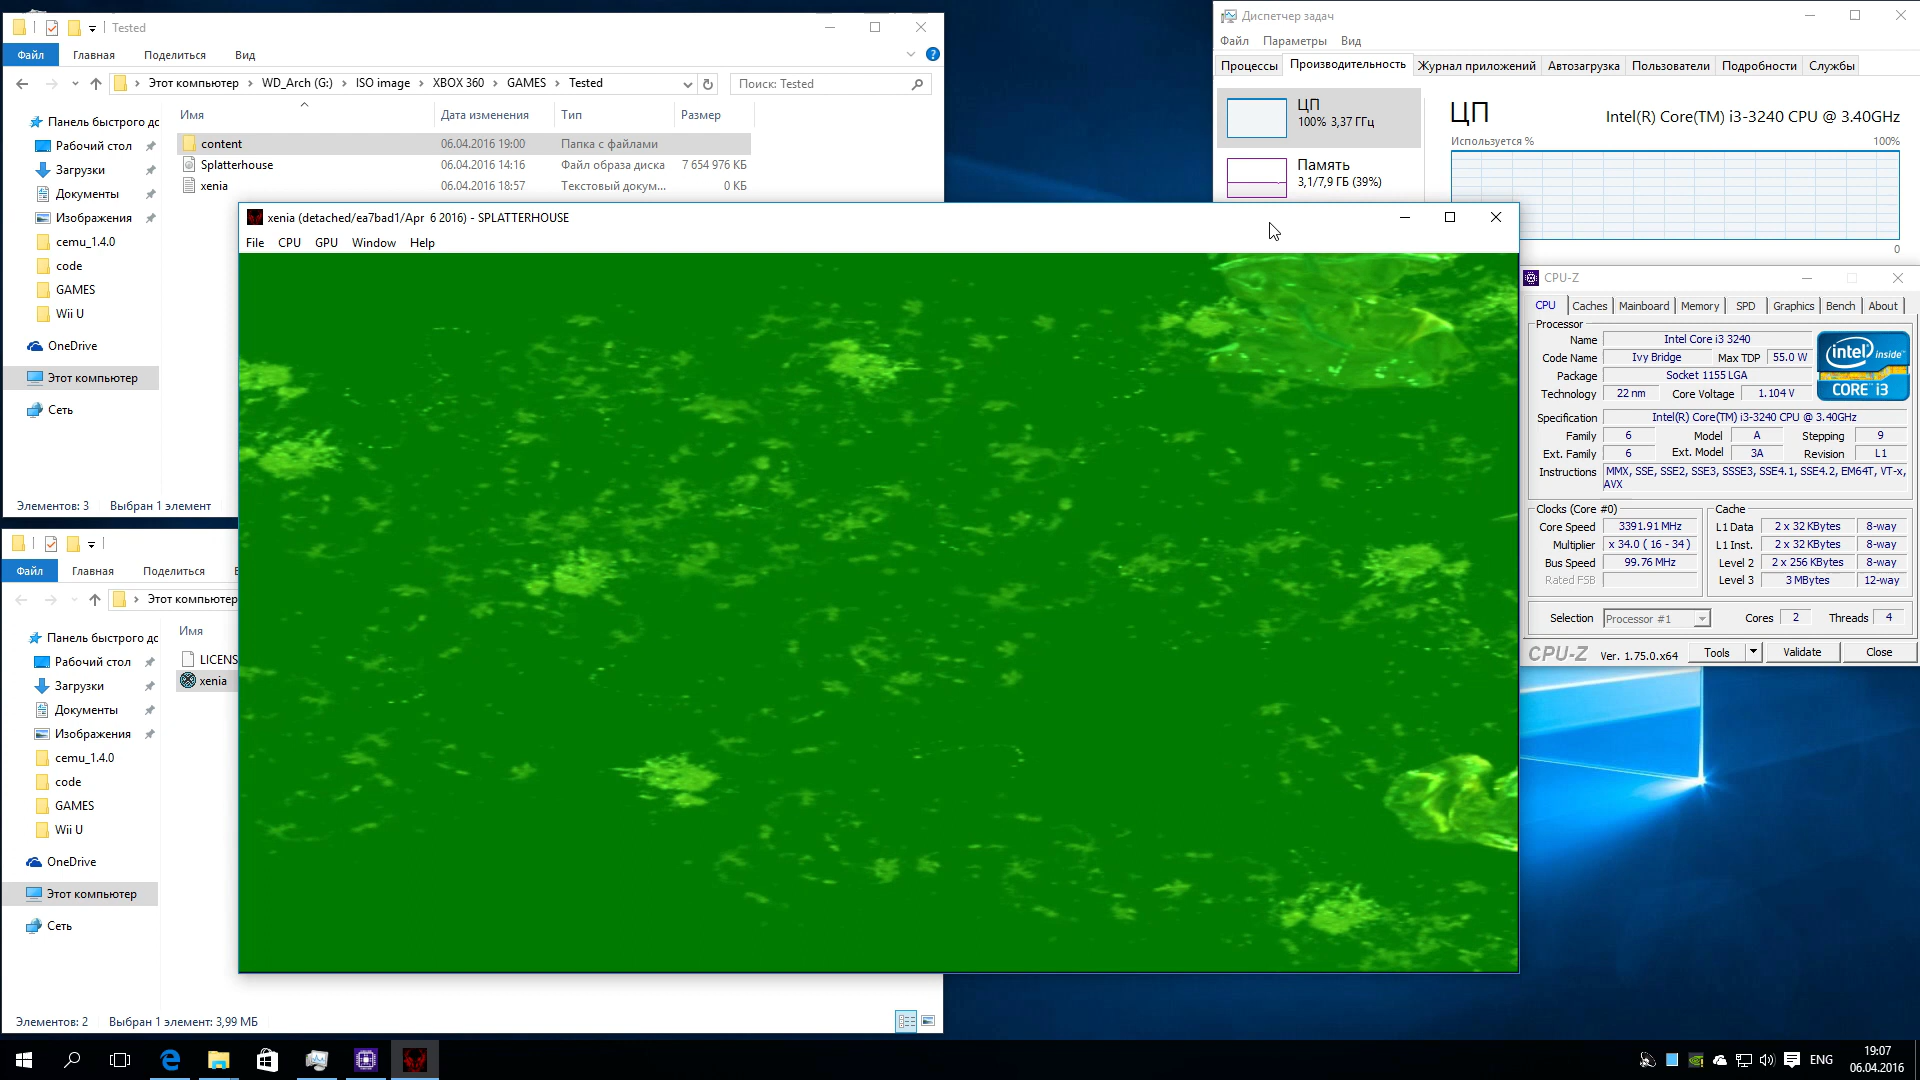 Tested
Файл Главная Поделиться Вид
Этот компьютер WD_Arch (G:) ISO image XBOX 360 GAMES Tested Поиск: Tested
Имя Дата изменения Тип Размер
content 06.04.2016 19:00 Папка с файлами
Splatterhouse 06.04.2016 14:16 Файл образа диска 7 654 976 КБ
xenia 06.04.2016 18:57 Текстовый докум... 0 КБ
Панель быстрого дс
Рабочий стол
Загрузки
Документы
Изображения
cemu_1.4.0
code
GAMES
Wii U
OneDrive
Этот компьютер
Сеть
Элементов: 3 Выбран 1 элемент
Диспетчер задач
Файл Параметры Вид
Процессы Производительность Журнал приложений Автозагрузка Пользователи Подробности Службы
ЦП
100% 3,37 ГГц
Память
3,1/7,9 ГБ (39%)
ЦП Intel(R) Core(TM) i3-3240 CPU @ 3.40GHz
Используется % 100%
0
xenia (detached/ea7bad1/Apr 6 2016) - SPLATTERHOUSE
File CPU GPU Window Help
CPU-Z
CPU Caches Mainboard Memory SPD Graphics Bench About
Processor
Name Intel Core i3 3240
Code Name Ivy Bridge Max TDP 55.0 W
Package Socket 1155 LGA
Technology 22 nm Core Voltage 1.104 V
intel inside™
CORE™ i3
Specification Intel(R) Core(TM) i3-3240 CPU @ 3.40GHz
Family 6 Model A Stepping 9
Ext. Family 6 Ext. Model 3A Revision L1
Instructions MMX, SSE, SSE2, SSE3, SSSE3, SSE4.1, SSE4.2, EM64T, VT-x,
AVX
Clocks (Core #0)
Core Speed 3391.91 MHz
Multiplier x 34.0 ( 16 - 34 )
Bus Speed 99.76 MHz
Rated FSB
Cache
L1 Data 2 x 32 KBytes 8-way
L1 Inst. 2 x 32 KBytes 8-way
Level 2 2 x 256 KBytes 8-way
Level 3 3 MBytes 12-way
Selection Processor #1 Cores 2 Threads 4
CPU-Z Ver. 1.75.0.x64 Tools Validate Close
Файл Главная Поделиться
Этот компьютер
Имя
LICENS
xenia
Панель быстрого дс
Рабочий стол
Загрузки
Документы
Изображения
cemu_1.4.0
code
GAMES
Wii U
OneDrive
Этот компьютер
Сеть
Элементов: 2 Выбран 1 элемент: 3,99 МБ
ENG
19:07
06.04.2016